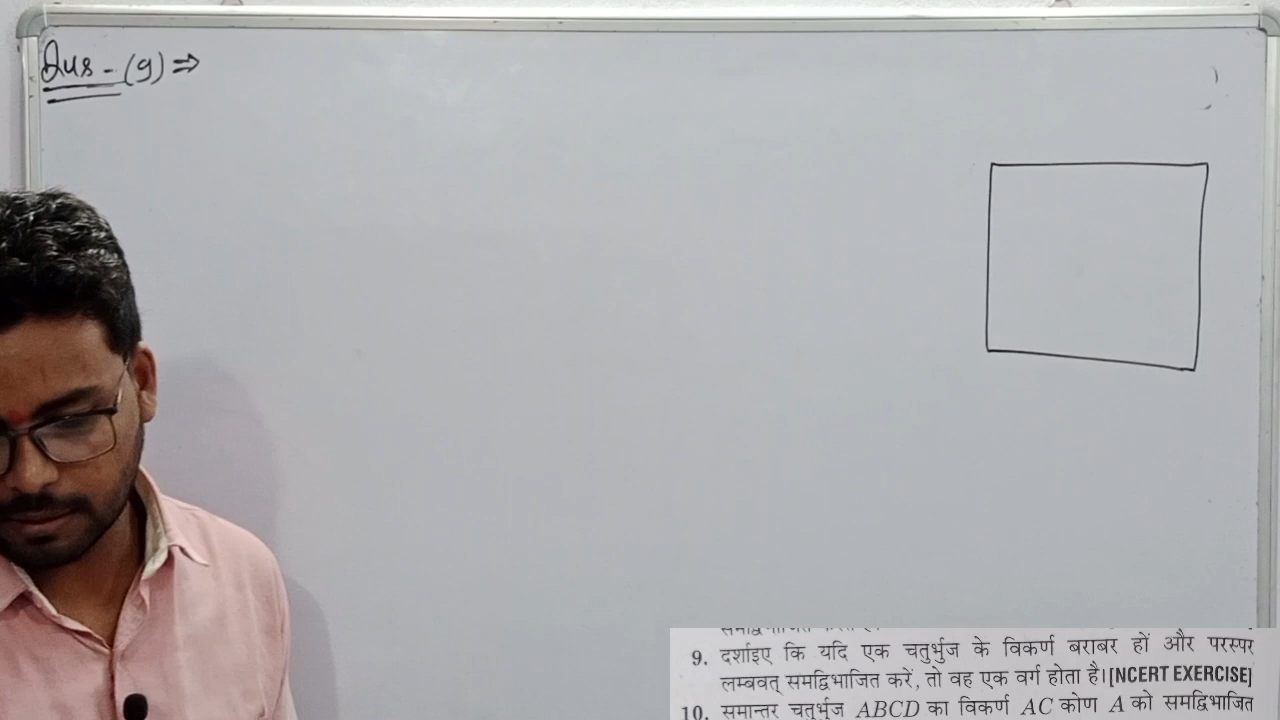 Qus - (9) ⇒
9. दर्शाइए कि यदि एक चतुर्भुज के विकर्ण बराबर हों और परस्पर
लम्बवत् समद्विभाजित करें, तो वह एक वर्ग होता है। [NCERT EXERCISE]
10. समान्तर चतुर्भुज ABCD का विकर्ण AC कोण A को समद्विभाजित